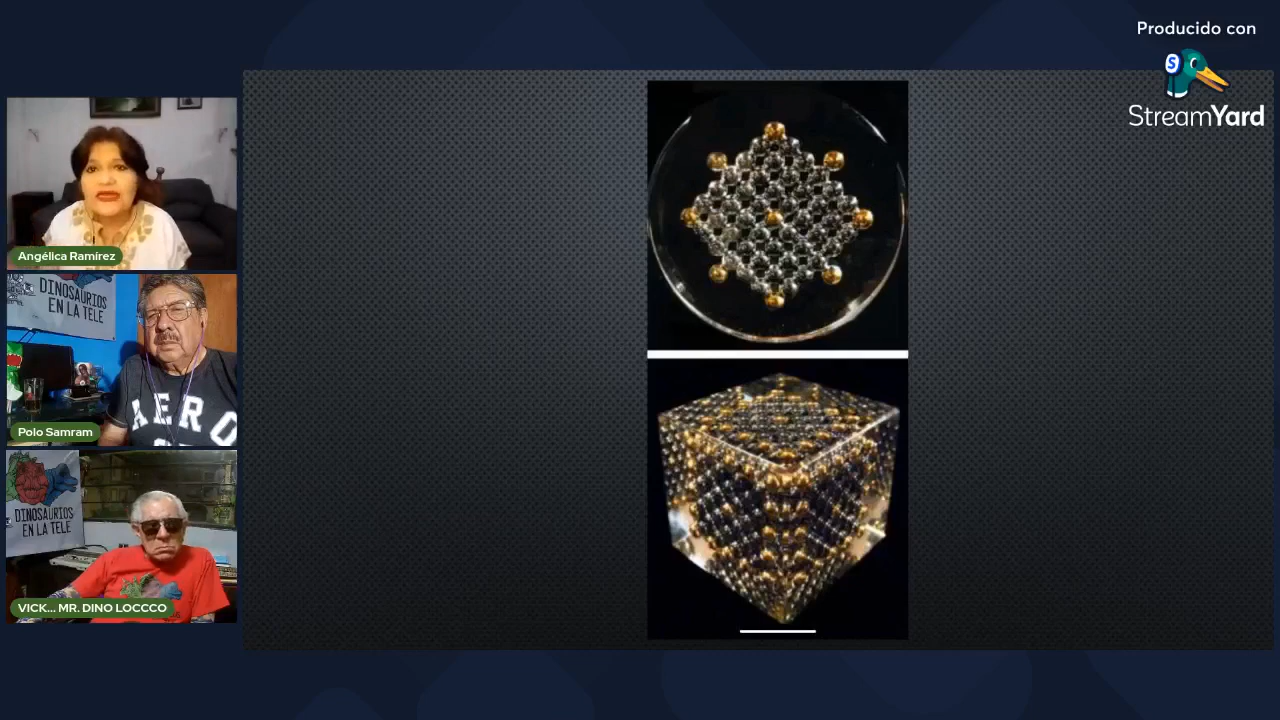 Producido con
S
StreamYard
Angélica Ramírez
DINOSAURIOS
EN LA TELE
Polo Samram
AERO
DINOSAURIOS
EN LA TELE
VICK... MR. DINO LOCCCO